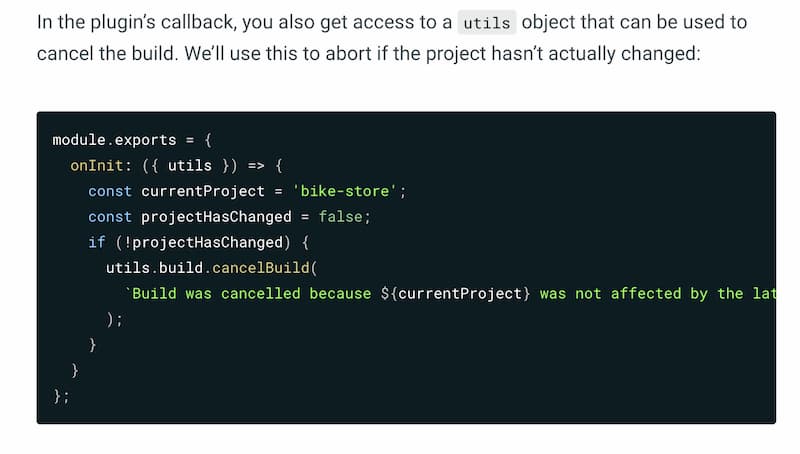 In the plugin’s callback, you also get access to a utils object that can be used to
cancel the build. We’ll use this to abort if the project hasn’t actually changed:
module.exports = {
  onInit: ({ utils }) => {
    const currentProject = 'bike-store';
    const projectHasChanged = false;
    if (!projectHasChanged) {
      utils.build.cancelBuild(
        `Build was cancelled because ${currentProject} was not affected by the lat
      );
    }
  }
};